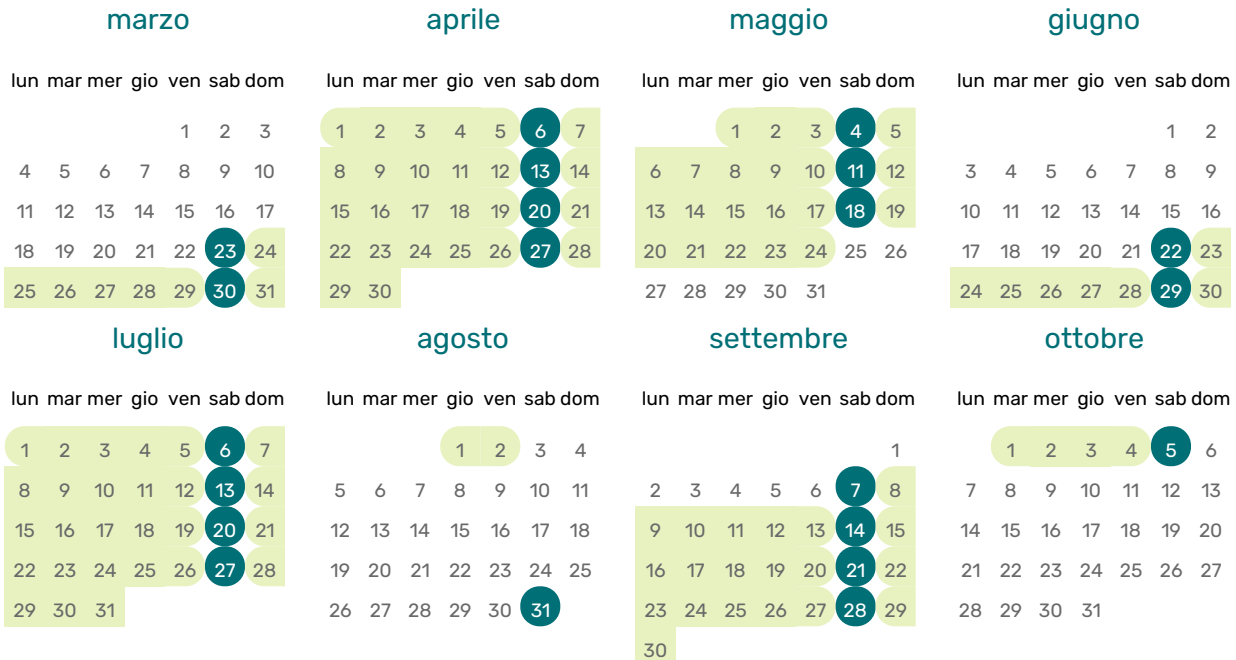 marzo aprile maggio giugno
lun mar mer gio ven sab dom lun mar mer gio ven sab dom lun mar mer gio ven sab dom lun mar mer gio ven sab dom
1 2 3 1 2 3 4 5 6 7 1 2 3 4 5 1 2
4 5 6 7 8 9 10 8 9 10 11 12 13 14 6 7 8 9 10 11 12 3 4 5 6 7 8 9
11 12 13 14 15 16 17 15 16 17 18 19 20 21 13 14 15 16 17 18 19 10 11 12 13 14 15 16
18 19 20 21 22 23 24 22 23 24 25 26 27 28 20 21 22 23 24 25 26 17 18 19 20 21 22 23
25 26 27 28 29 30 31 29 30 27 28 29 30 31 24 25 26 27 28 29 30
luglio agosto settembre ottobre
lun mar mer gio ven sab dom lun mar mer gio ven sab dom lun mar mer gio ven sab dom lun mar mer gio ven sab dom
1 2 3 4 5 6 7 1 2 3 4 1 1 2 3 4 5 6
8 9 10 11 12 13 14 5 6 7 8 9 10 11 2 3 4 5 6 7 8 7 8 9 10 11 12 13
15 16 17 18 19 20 21 12 13 14 15 16 17 18 9 10 11 12 13 14 15 14 15 16 17 18 19 20
22 23 24 25 26 27 28 19 20 21 22 23 24 25 16 17 18 19 20 21 22 21 22 23 24 25 26 27
29 30 31 26 27 28 29 30 31 23 24 25 26 27 28 29 28 29 30 31
30